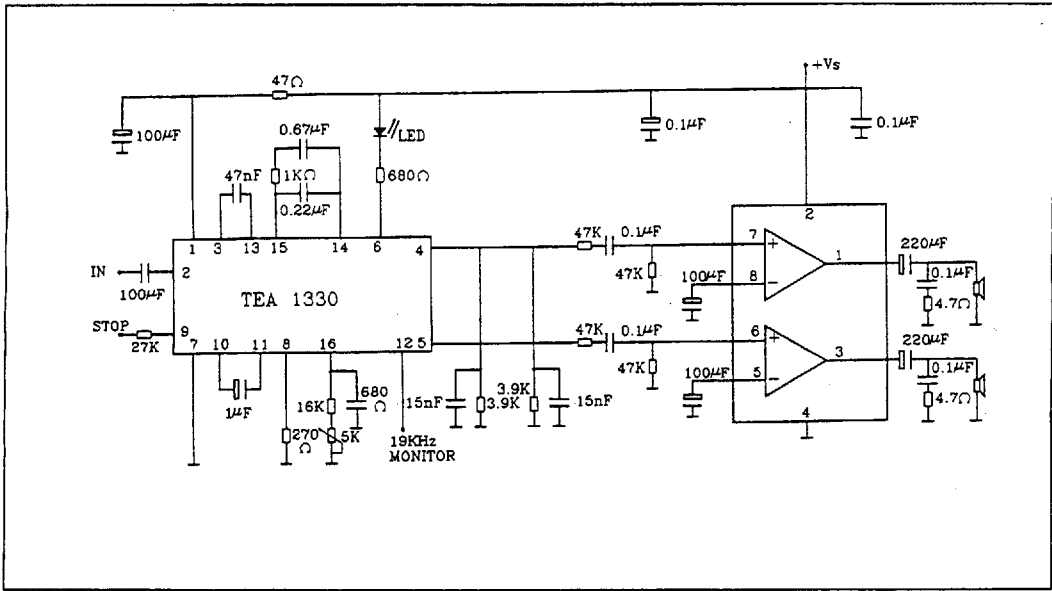 +Vs
47Ω
100µF
LED
0.1µF
0.1µF
0.67µF
47nF
1KΩ
680Ω
0.22µF
1
3
13
15
14
6
4
2
IN
2
100µF
TEA 1330
STOP
9
27K
7
10
11
8
16
12
5
47K
0.1µF
7
47K
100µF
8
+
−
1
220µF
0.1µF
4.7Ω
47K
0.1µF
6
47K
100µF
5
+
−
3
220µF
0.1µF
4.7Ω
4
1µF
16K
680
Ω
270
Ω
5K
19KHz
MONITOR
15nF
3.9K
3.9K
15nF